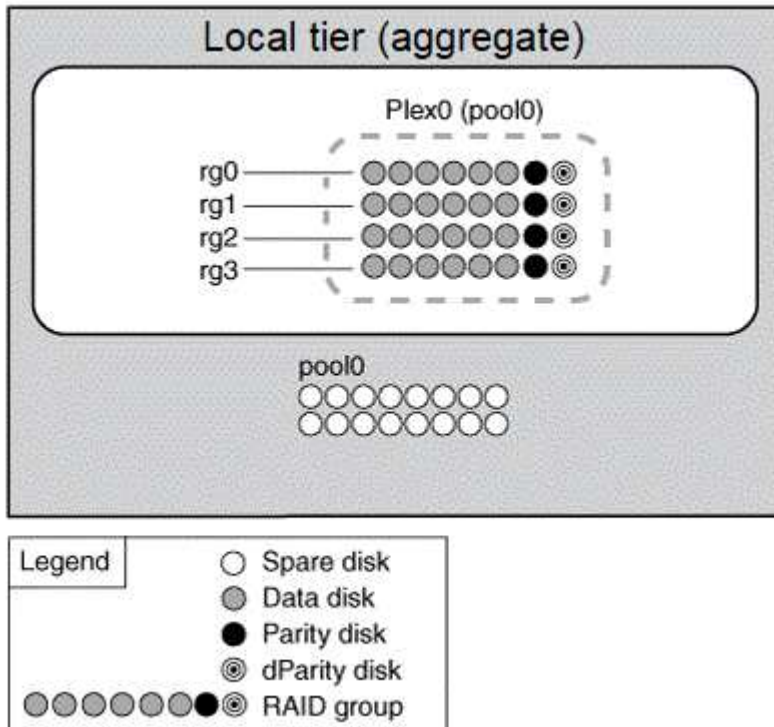 Local tier (aggregate)
Plex0 (pool0)
rg0
rg1
rg2
rg3
pool0
Legend
Spare disk
Data disk
Parity disk
dParity disk
RAID group